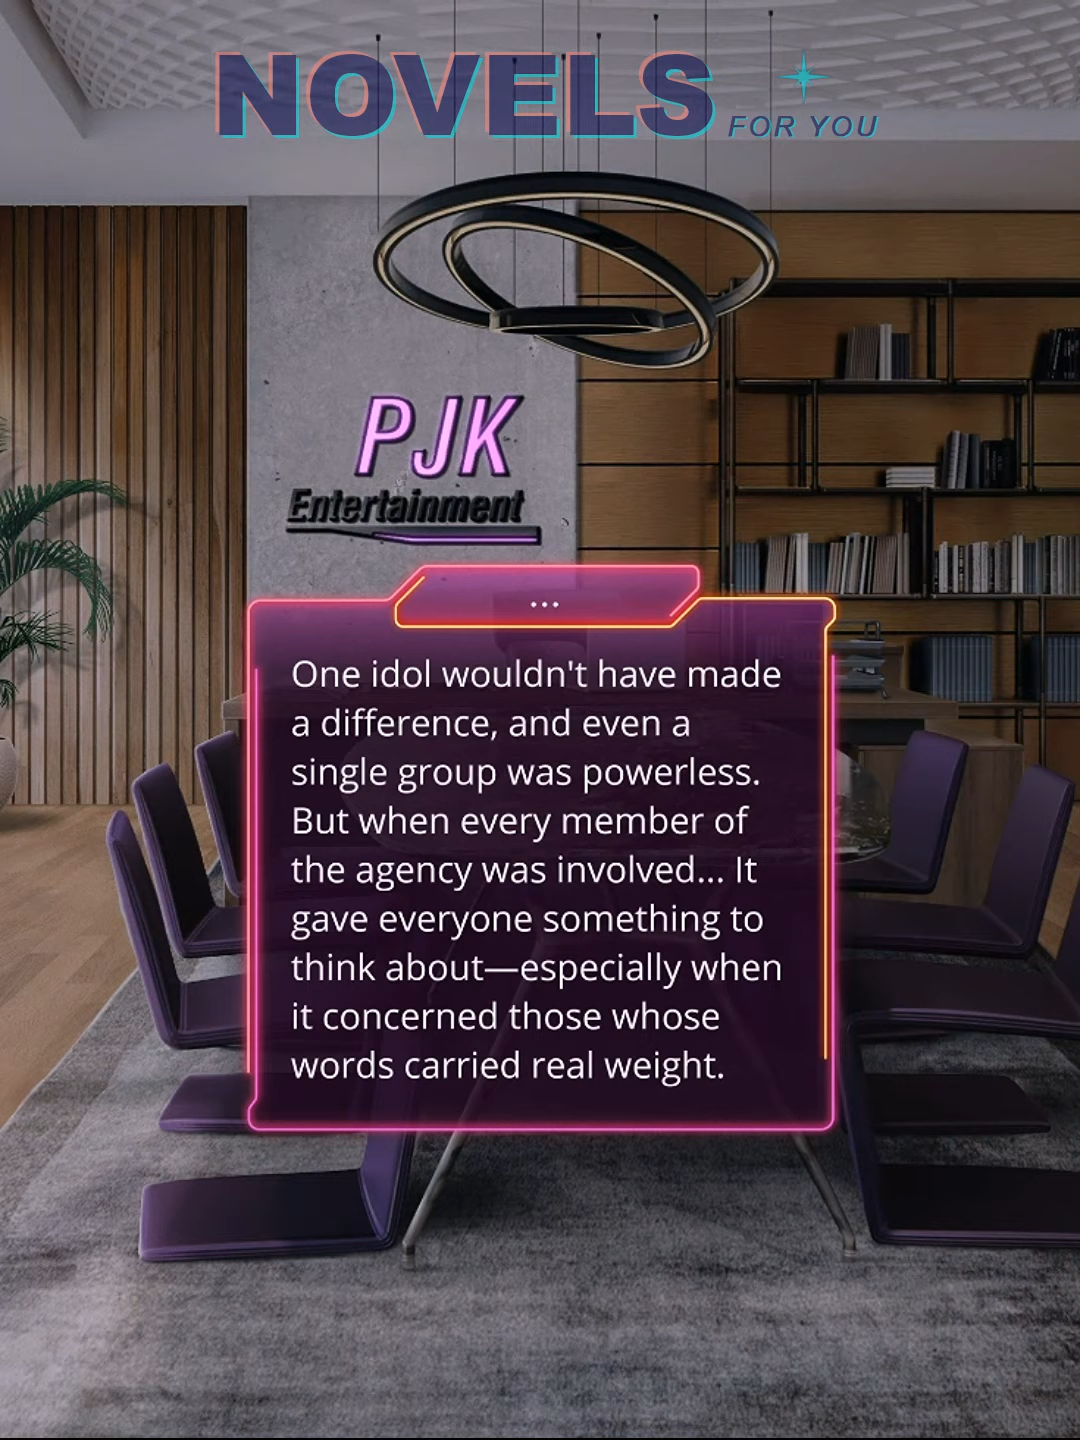 NOVELS
FOR YOU
PJK
Entertainment
...
One idol wouldn't have made
a difference, and even a
single group was powerless.
But when every member of
the agency was involved... It
gave everyone something to
think about—especially when
it concerned those whose
words carried real weight.